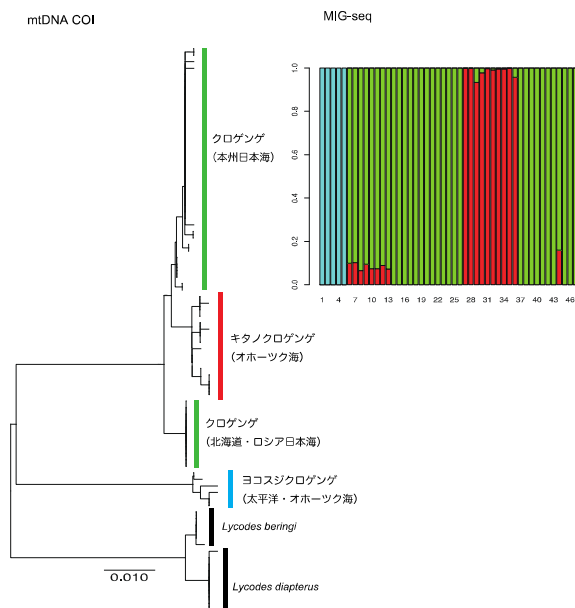 mtDNA COI
MIG-seq
クロゲンゲ
(本州日本海)
キタノクロゲンゲ
(オホーツク海)
クロゲンゲ
(北海道・ロシア日本海)
ヨコスジクロゲンゲ
(太平洋・オホーツク海)
Lycodes beringi
Lycodes diapterus
0.010
1.0
0.8
0.6
0.4
0.2
0.0
1 4 7 10 13 16 19 22 25 28 31 34 37 40 43 46